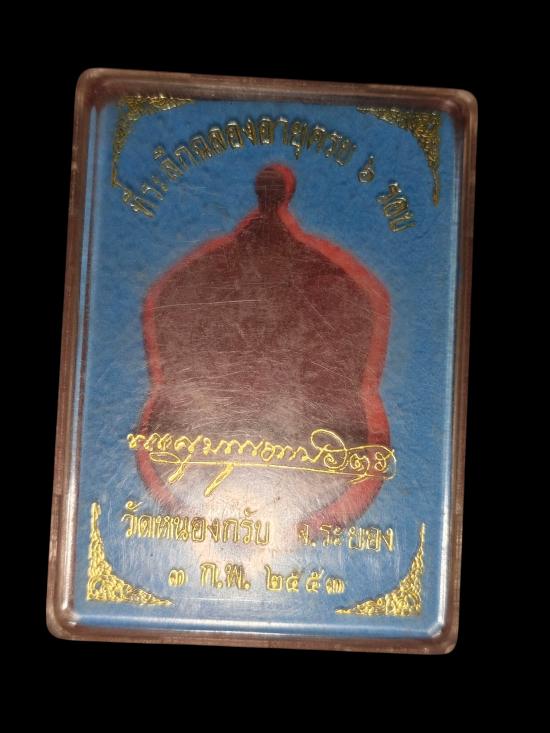 ที่ระลึกฉลองอายุครบ ๖ รอบ
วัดหนองกรับ จ.ระยอง
๓ ก.พ. ๒๕๕๓